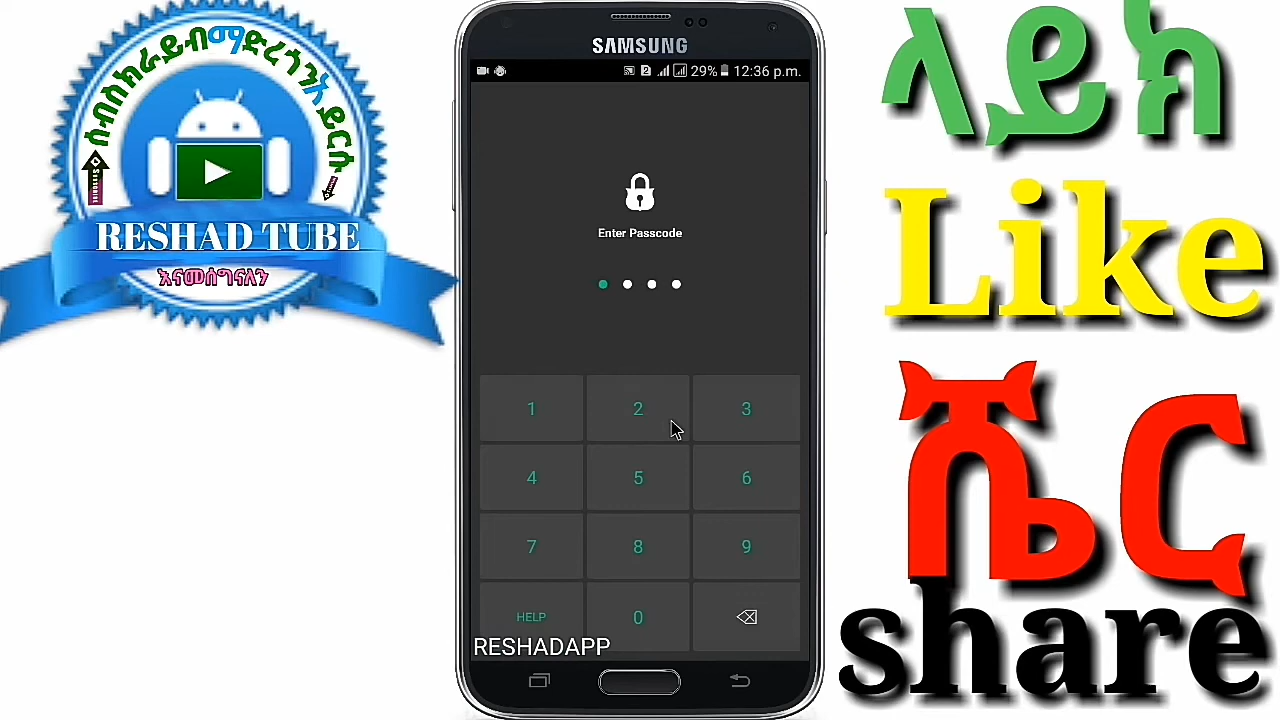 ሰብስክራይብማድረጎንአይርሱ
RESHAD TUBE
እናመሰግናለን
SAMSUNG
29% 12:36 p.m.
Enter Passcode
1 2 3
4 5 6
7 8 9
HELP 0
RESHADAPP
ላይክ
Like
ሼር
share